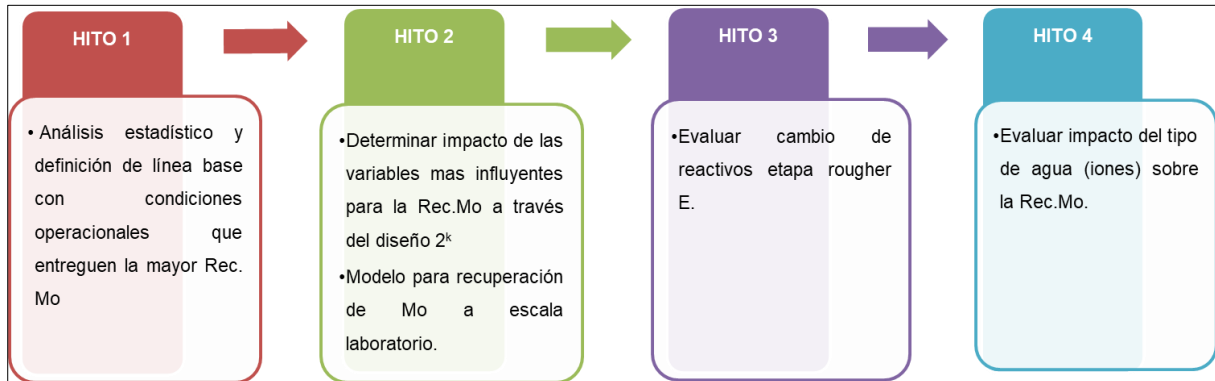 HITO 1
• Análisis estadístico y
definición de línea base
con condiciones
operacionales que
entreguen la mayor Rec.
Mo
HITO 2
•Determinar impacto de las
variables mas influyentes
para la Rec.Mo a través
del diseño 2ᵏ
•Modelo para recuperación
de Mo a escala
laboratorio.
HITO 3
•Evaluar cambio de
reactivos etapa rougher
E.
HITO 4
•Evaluar impacto del tipo
de agua (iones) sobre
la Rec.Mo.